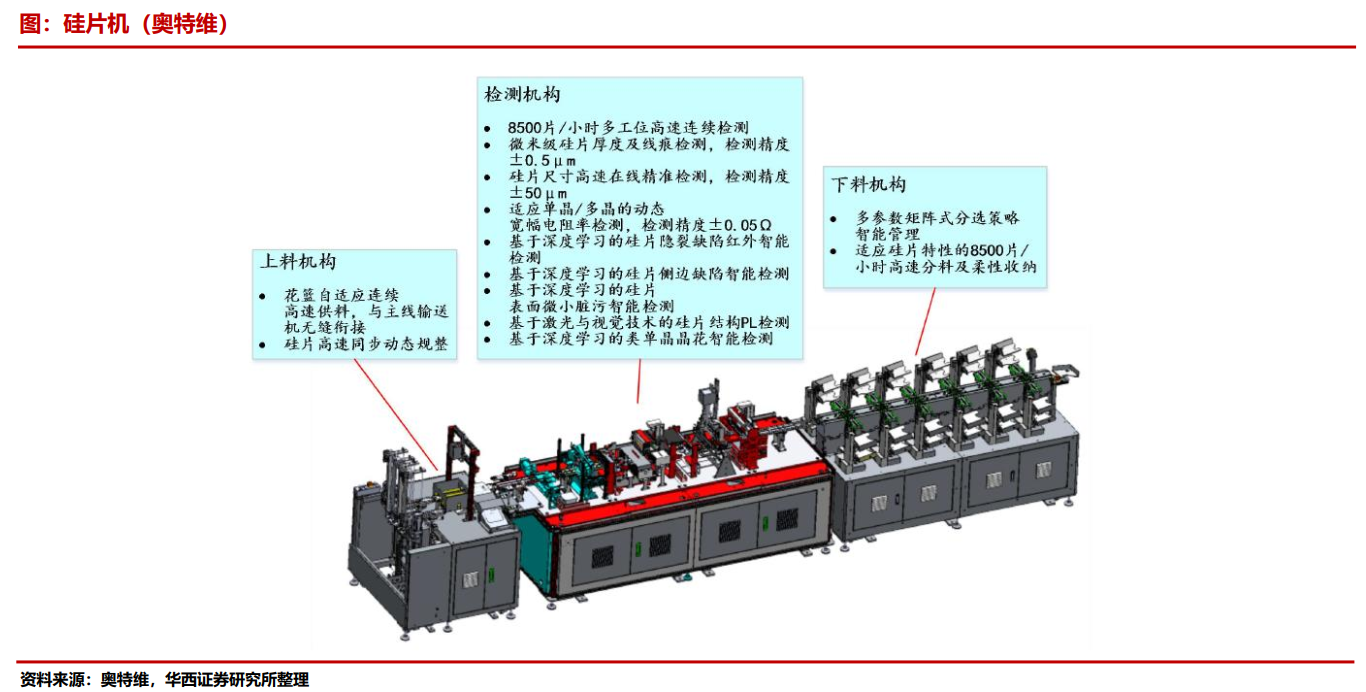 图：硅片机（奥特维）
检测机构
● 8500片/小时多工位高速连续检测
● 微米级硅片厚度及线痕检测，检测精度
±0.5μm
● 硅片尺寸高速在线精准检测，检测精度
±50μm
● 适应单晶/多晶的动态
宽幅电阻率检测，检测精度±0.05Ω
● 基于深度学习的硅片隐裂缺陷红外智能
检测
● 基于深度学习的硅片侧边缺陷智能检测
● 基于深度学习的硅片
表面微小脏污智能检测
● 基于激光与视觉技术的硅片结构PL检测
● 基于深度学习的类单晶晶花智能检测
下料机构
● 多参数矩阵式分选策略
智能管理
● 适应硅片特性的8500片/
小时高速分料及柔性收纳
上料机构
● 花篮自适应连续
高速供料，与主线输送
机无缝衔接
● 硅片高速同步动态规整
资料来源：奥特维，华西证券研究所整理